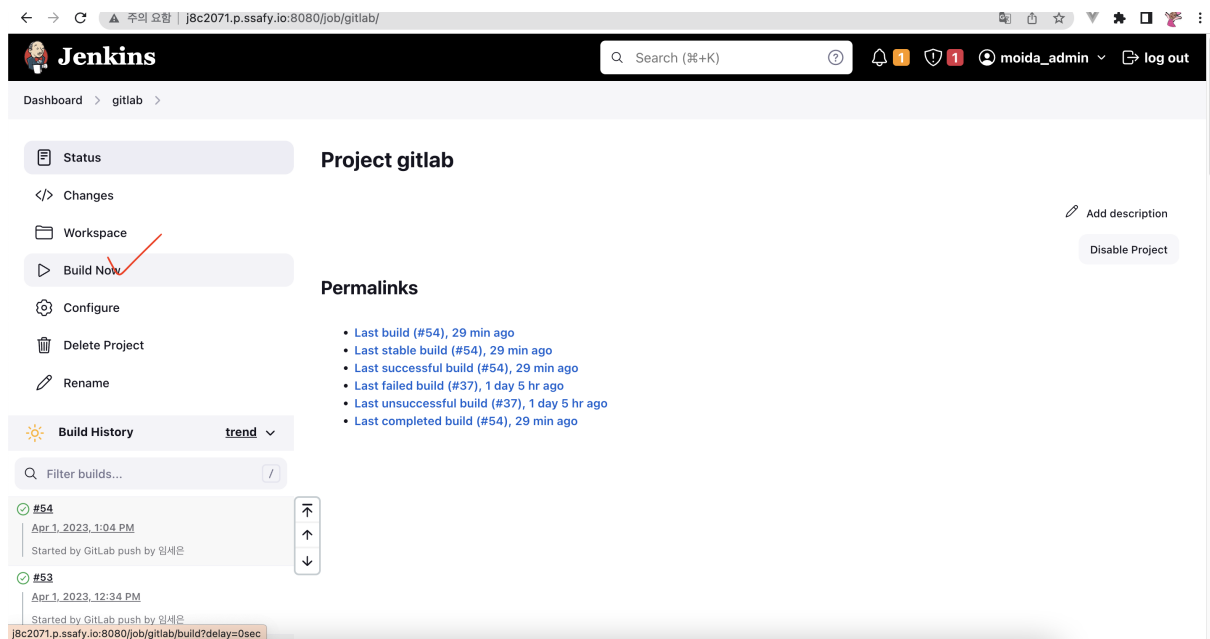 주의 요함 | j8c2071.p.ssafy.io:8080/job/gitlab/
Jenkins
Search (⌘+K)
1
1
moida_admin
log out
Dashboard
gitlab
Status
Changes
Workspace
Build Now
Configure
Delete Project
Rename
Build History
trend
Filter builds...
/
#54
Apr 1, 2023, 1:04 PM
Started by GitLab push by 임세은
#53
Apr 1, 2023, 12:34 PM
Started by GitLab push by 임세은
j8c2071.p.ssafy.io:8080/job/gitlab/build?delay=0sec
Project gitlab
Add description
Disable Project
Permalinks
Last build (#54), 29 min ago
Last stable build (#54), 29 min ago
Last successful build (#54), 29 min ago
Last failed build (#37), 1 day 5 hr ago
Last unsuccessful build (#37), 1 day 5 hr ago
Last completed build (#54), 29 min ago